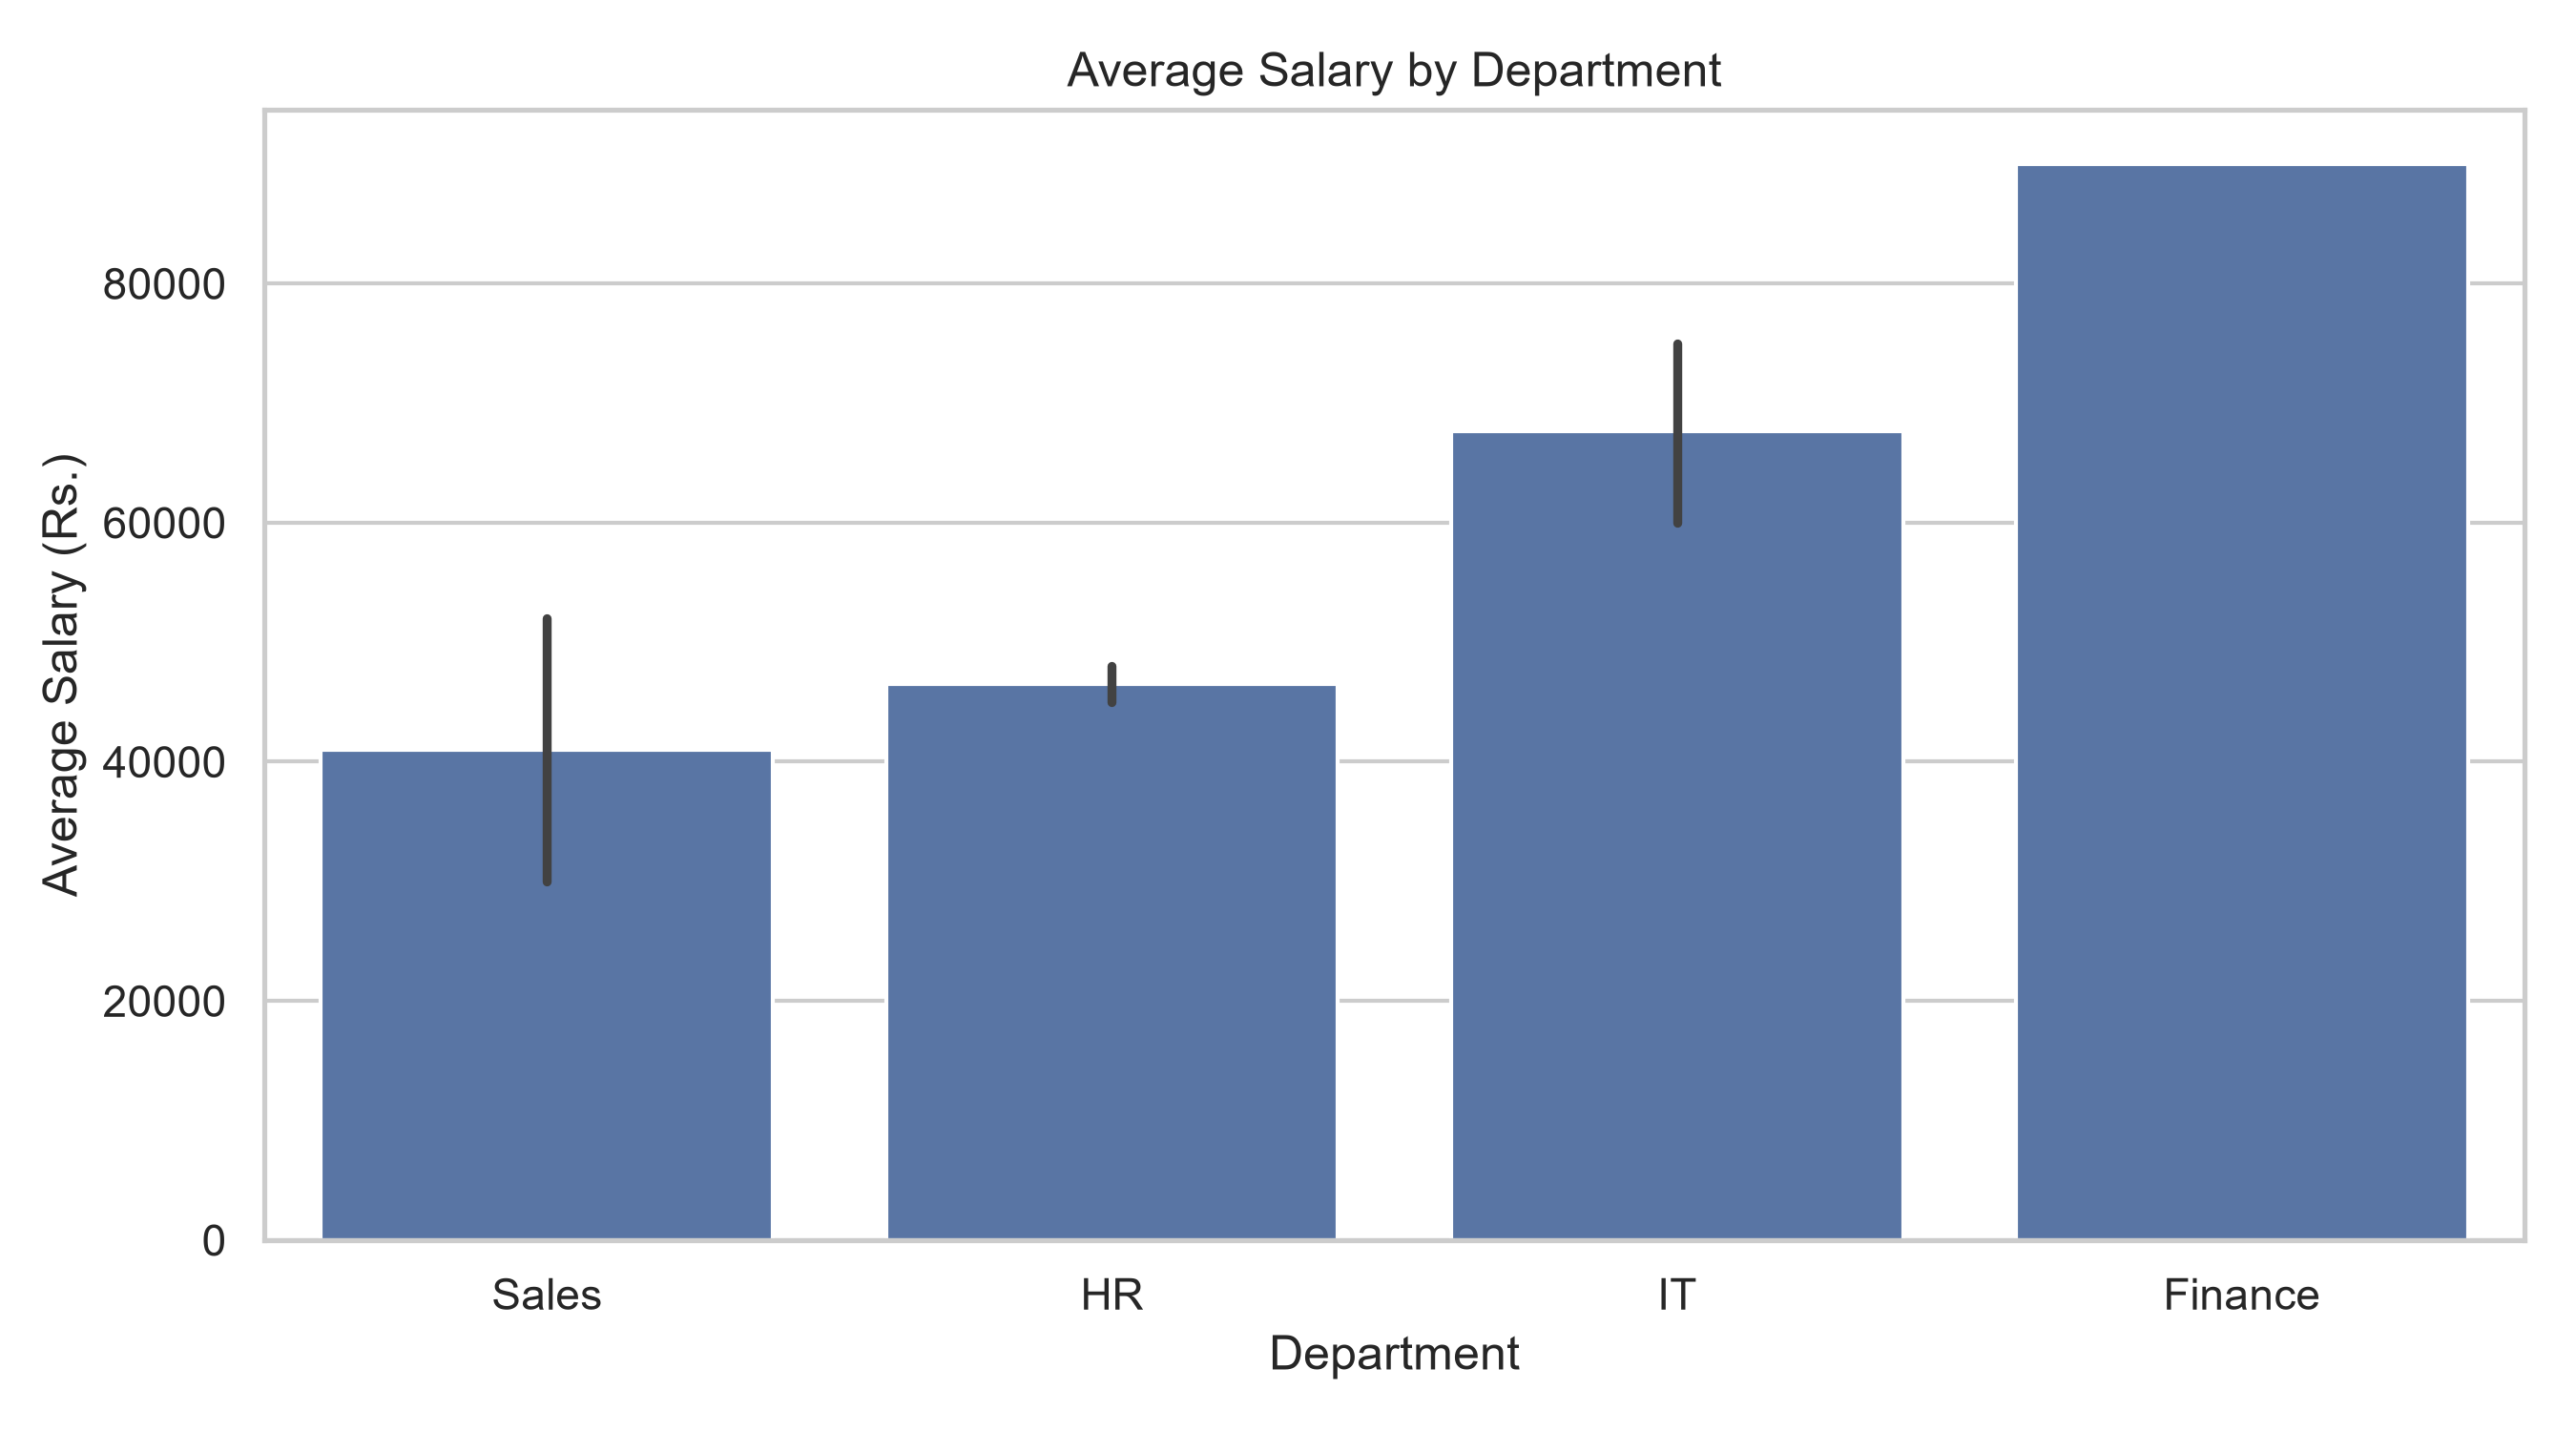 Average Salary by Department
Average Salary (Rs.)
80000
60000
40000
20000
0
Sales
HR
IT
Finance
Department